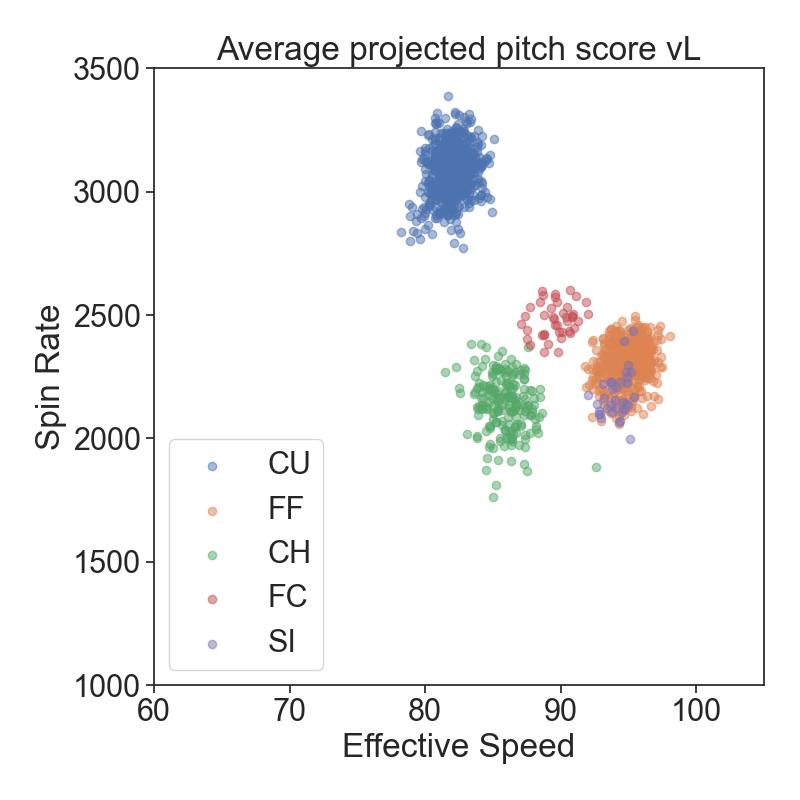 Average projected pitch score vL
3500
3000
2500
2000
1500
1000
Spin Rate
CU
FF
CH
FC
SI
60 70 80 90 100
Effective Speed